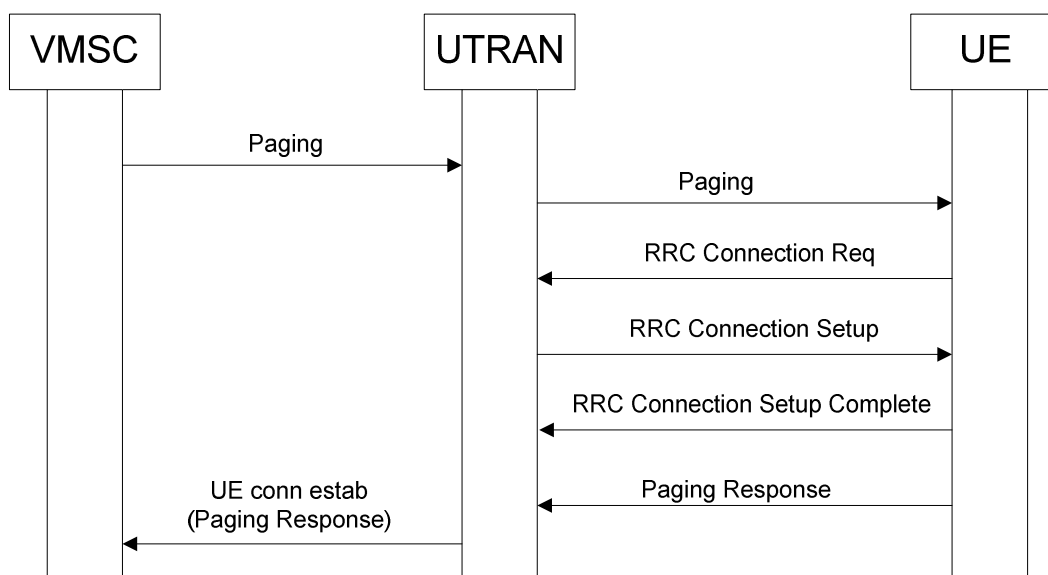 VMSC
UTRAN
UE
Paging
Paging
RRC Connection Req
RRC Connection Setup
RRC Connection Setup Complete
Paging Response
UE conn estab
(Paging Response)